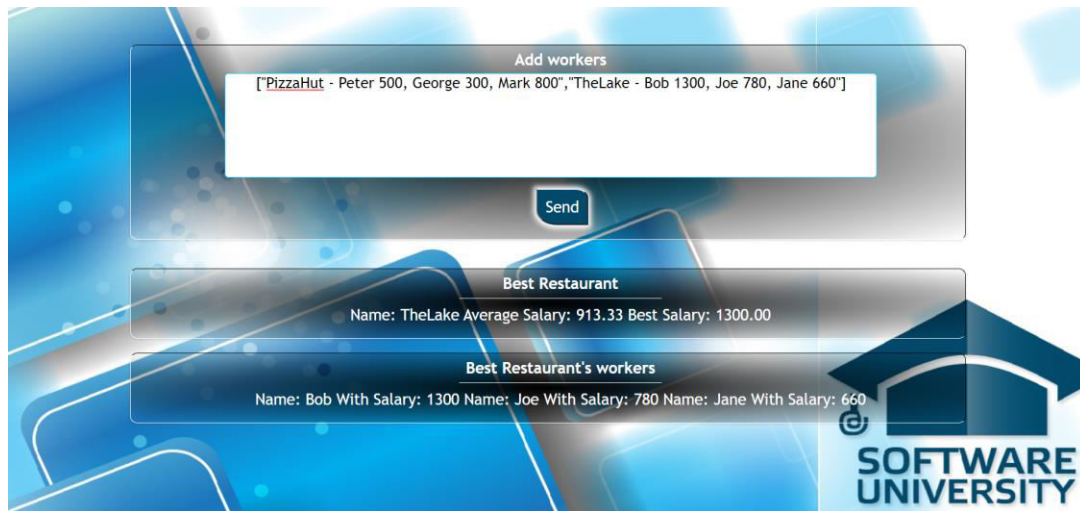 Add workers
["PizzaHut - Peter 500, George 300, Mark 800","TheLake - Bob 1300, Joe 780, Jane 660"]
Send
Best Restaurant
Name: TheLake Average Salary: 913.33 Best Salary: 1300.00
Best Restaurant's workers
Name: Bob With Salary: 1300 Name: Joe With Salary: 780 Name: Jane With Salary: 660
SOFTWARE
UNIVERSITY